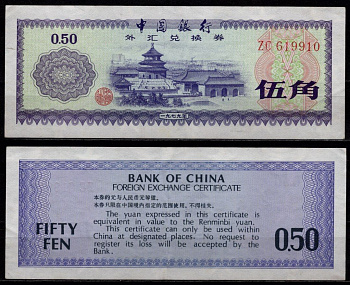 中国银行
外汇兑换券
0.50
ZC 619910
伍角
一九七九年
BANK OF CHINA
FOREIGN EXCHANGE CERTIFICATE
本券的元与人民币元等值。
本券只限在中国境内指定的范围使用,不得挂失。
The yuan expressed in this certificate is
equivalent in value to the Renminbi yuan.
This certificate can only be used within
China at designated places. No request to
register its loss will be accepted by the
Bank.
FIFTY
FEN
0.50